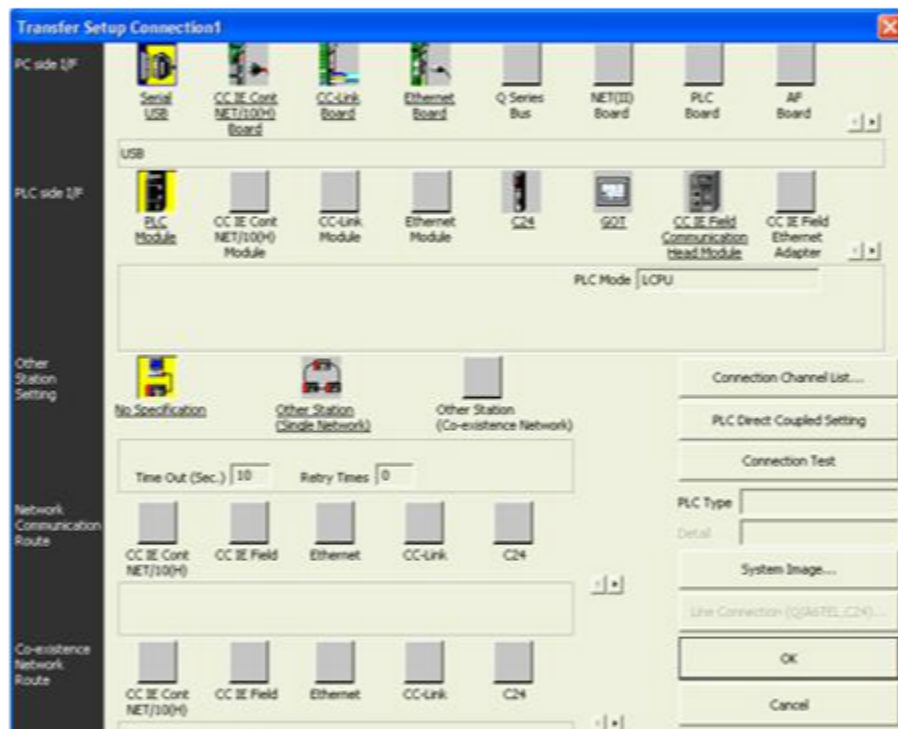 Transfer Setup Connection1
PC side I/F
Serial
USB
CC IE Cont
NET/10(H)
Board
CC-Link
Board
Ethernet
Board
Q Series
Bus
NET(II)
Board
PLC
Board
AF
Board
USB
PLC side I/F
PLC
Module
CC IE Cont
NET/10(H)
Module
CC-Link
Module
Ethernet
Module
C24
GOT
CC IE Field
Communication
Head Module
CC IE Field
Ethernet
Adapter
PLC Mode LCPU
Other
Station
Setting
No Specification
Other Station
(Single Network)
Other Station
(Co-existence Network)
Time Out (Sec.) 10 Retry Times 0
Connection Channel List...
PLC Direct Coupled Setting
Connection Test
PLC Type
Detail
System Image...
Line Connection (Q/A6TEL,C24)...
OK
Cancel
Network
Communication
Route
CC IE Cont
NET/10(H)
CC IE Field
Ethernet
CC-Link
C24
Co-existence
Network
Route
CC IE Cont
NET/10(H)
CC IE Field
Ethernet
CC-Link
C24